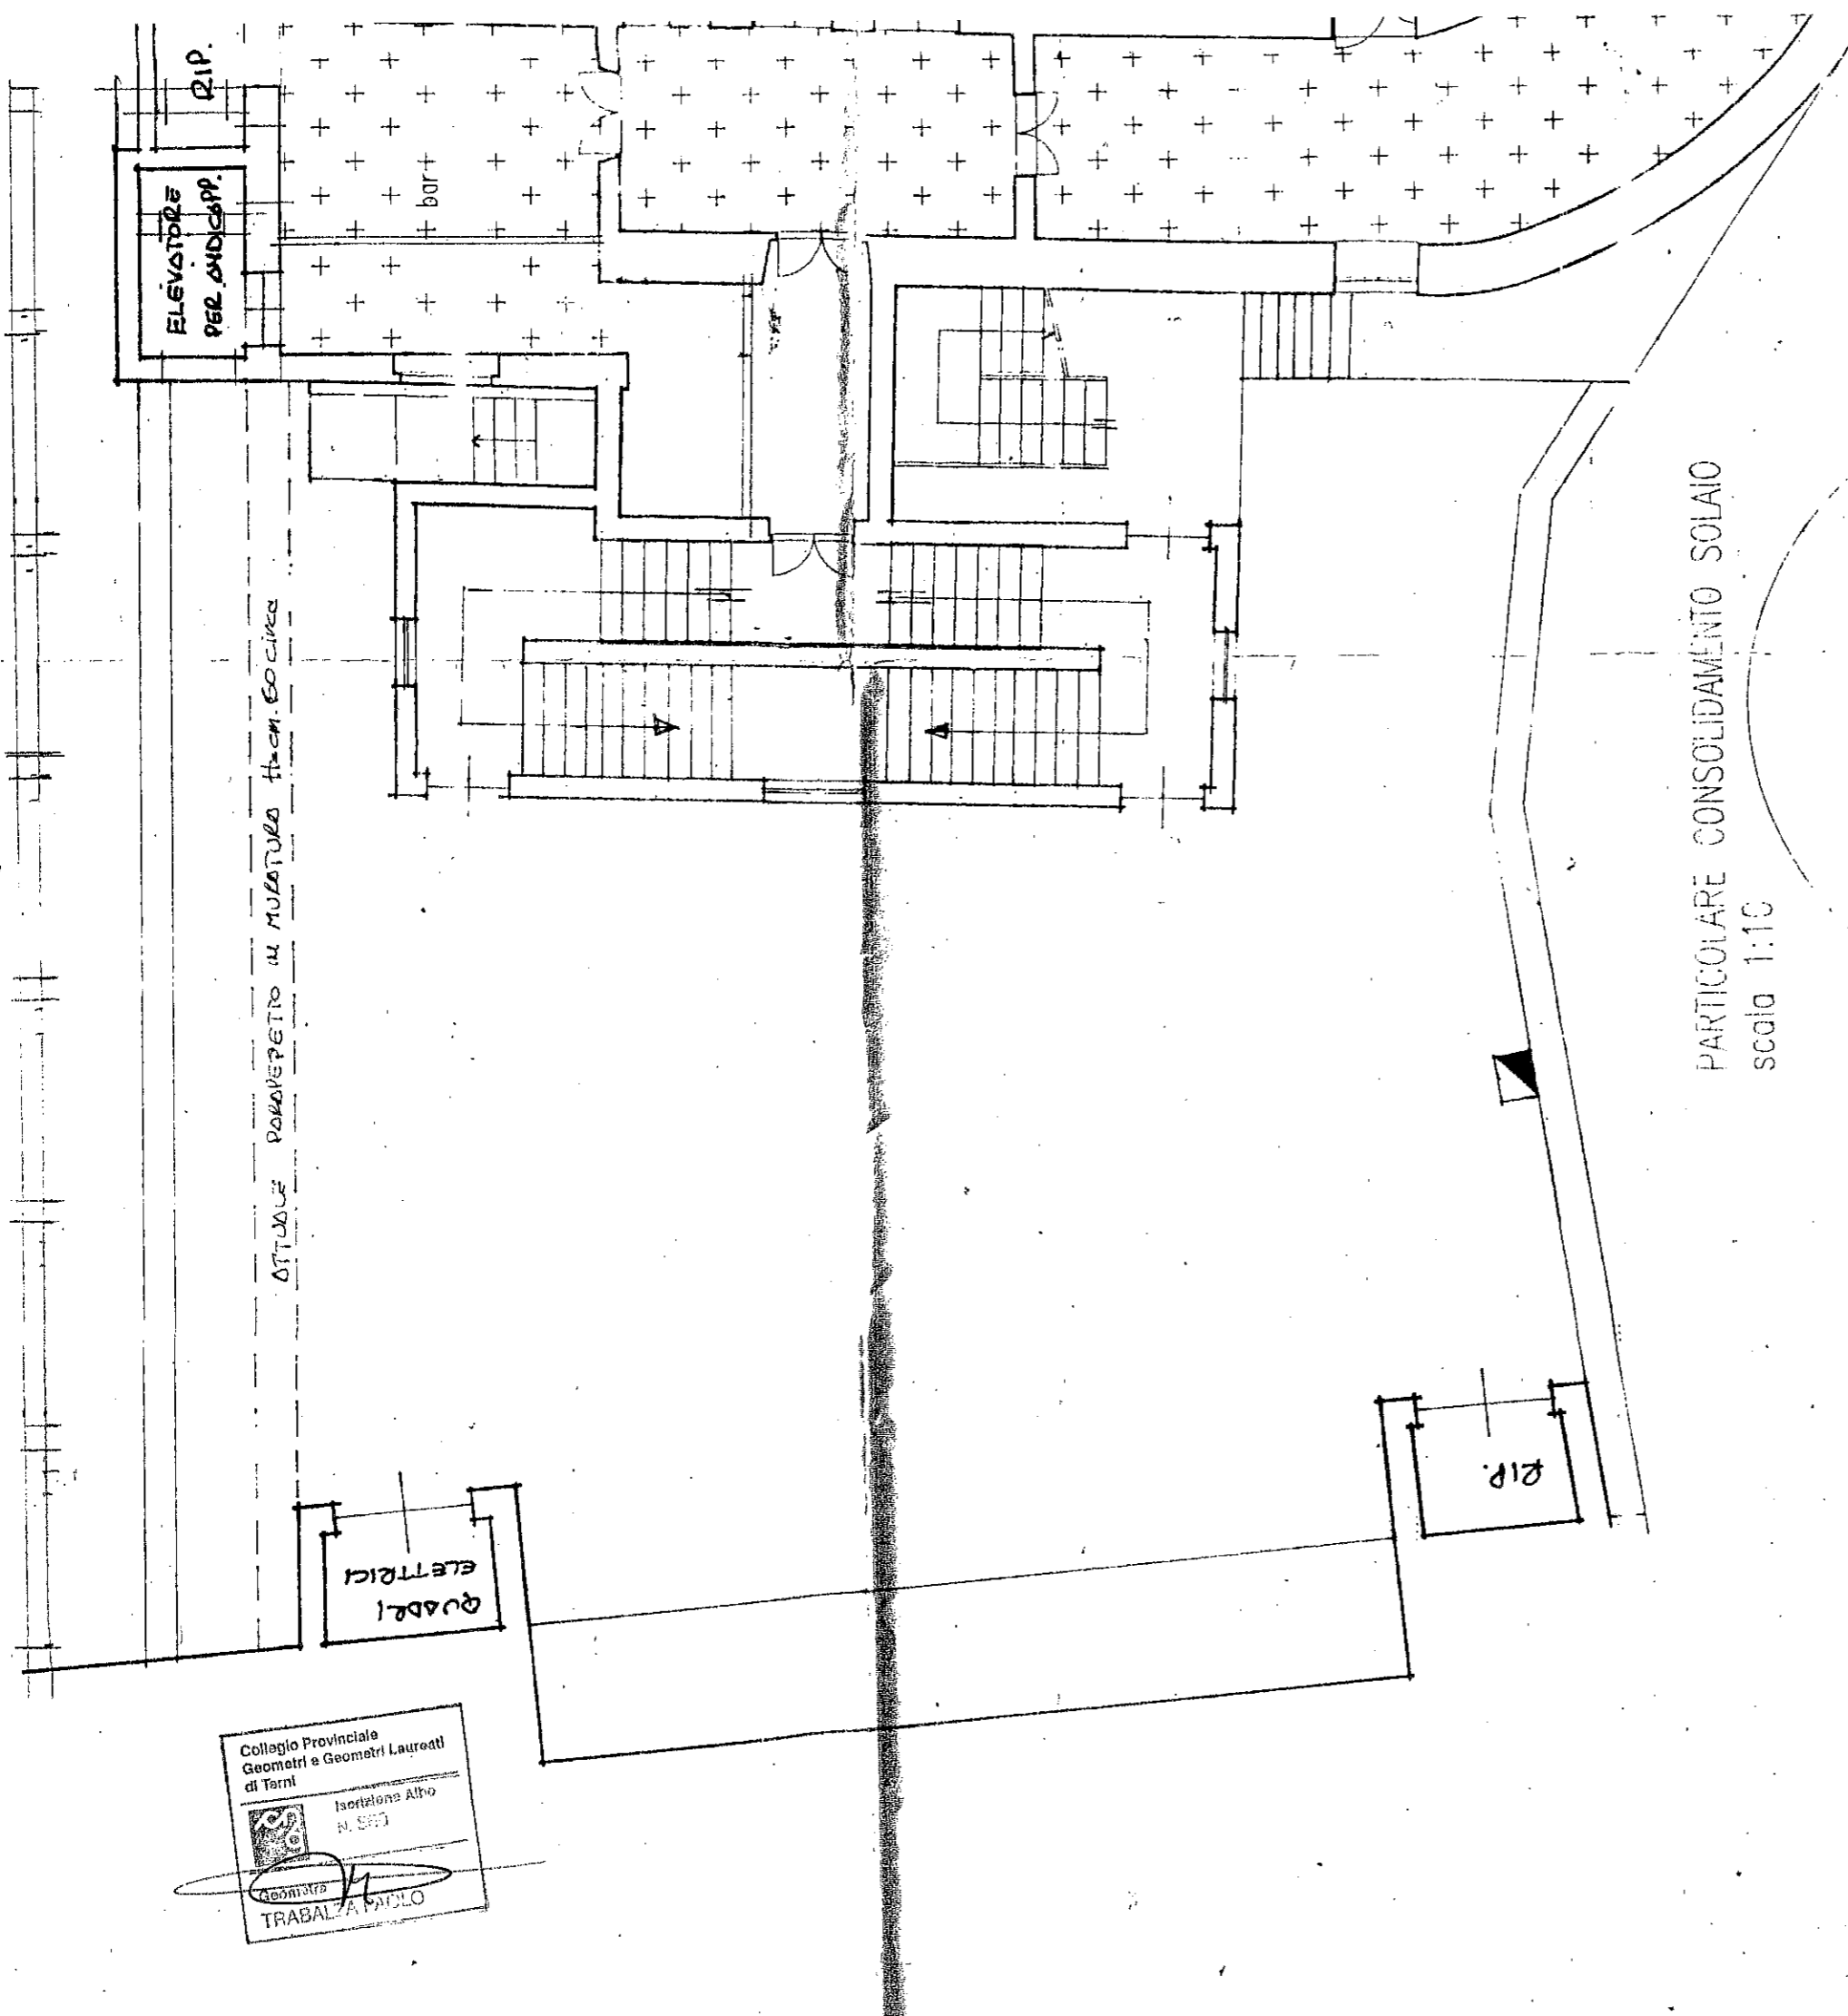 RIP.
ELEVATORE
PER ANDICAPP.
bar
ATTUALE PARAPETTO IN MURATURA H=cm. 60 circa
PARTICOLARE CONSOLIDAMENTO SOLAIO
scala 1:10
RIP.
QUADRI
ELETTRICI
Collegio Provinciale
Geometri e Geometri Laureati
di Terni
Iscrizione Albo
N.
Geometra
TRABALZA PAOLO